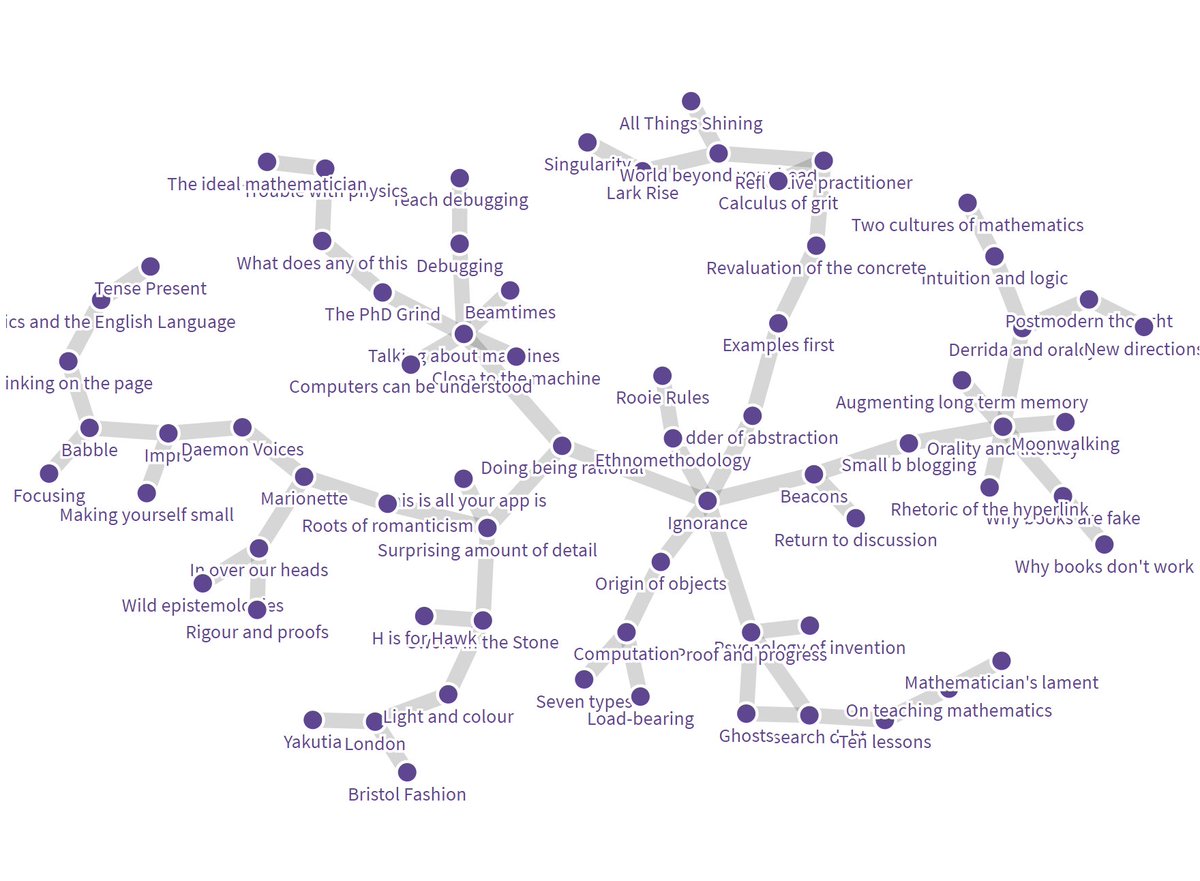 All Things Shining
Singularity
World beyond your head
Lark Rise
The ideal mathematician
Trouble with physics
Teach debugging
practitioner
Calculus of grit
Two cultures of mathematics
What does any of this
Debugging
Revaluation of the concrete
Intuition and logic
Tense Present
ics and the English Language
The PhD Grind
Beamtimes
Postmodern thought
Examples first
Derrida and
New directions
Talking about machines
Close to the machine
Computers can be understood
inking on the page
Rooie Rules
Augmenting long term memory
dder of abstraction
Babble
Impro
Daemon Voices
Doing being rational
Ethnomethodology
Orality and literacy
Moonwalking
Small b blogging
Focusing
Marionette
is is all your app is
Beacons
Making yourself small
Roots of romanticism
Ignorance
Rhetoric of the hyperlink
Why books are fake
Surprising amount of detail
Return to discussion
In over our heads
Origin of objects
Why books don't work
Wild epistemologies
Rigour and proofs
H is for Hawk
in the Stone
Computation
Proof and progress
Psychology of invention
Seven types
Load-bearing
Mathematician's lament
Light and colour
On teaching mathematics
Yakutia
London
Ghosts
search debt
Ten lessons
Bristol Fashion